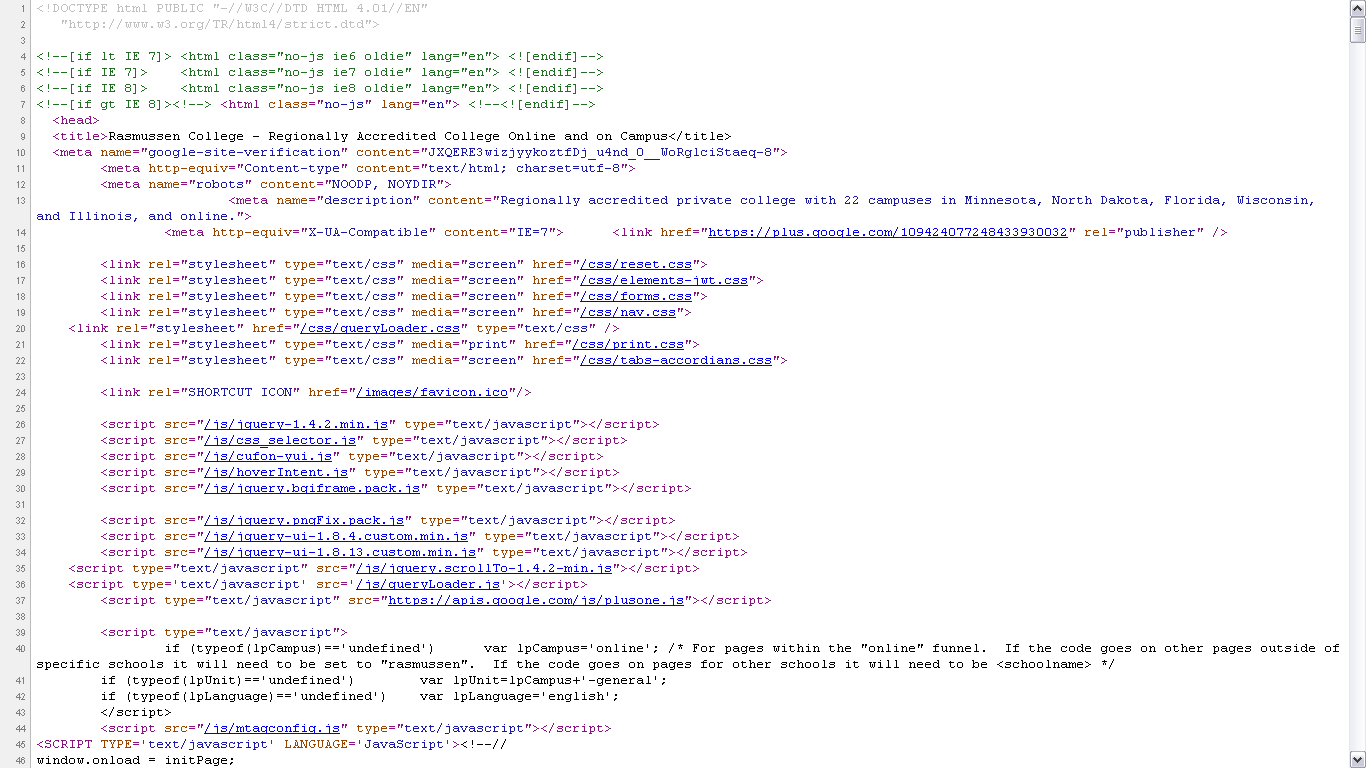 1 <!DOCTYPE html PUBLIC "-//W3C//DTD HTML 4.01//EN"
2 "http://www.w3.org/TR/html4/strict.dtd">
3
4 <!--[if lt IE 7]> <html class="no-js ie6 oldie" lang="en"> <![endif]-->
5 <!--[if IE 7]>    <html class="no-js ie7 oldie" lang="en"> <![endif]-->
6 <!--[if IE 8]>    <html class="no-js ie8 oldie" lang="en"> <![endif]-->
7 <!--[if gt IE 8]><!--> <html class="no-js" lang="en"> <!--<![endif]-->
8 <head>
9 <title>Rasmussen College - Regionally Accredited College Online and on Campus</title>
10 <meta name="google-site-verification" content="JXQERE3wizjyykoztfDj_u4nd_O__WoRglciStaeq-8">
11 <meta http-equiv="Content-type" content="text/html; charset=utf-8">
12 <meta name="robots" content="NOODP, NOYDIR">
13 <meta name="description" content="Regionally accredited private college with 22 campuses in Minnesota, North Dakota, Florida, Wisconsin,
and Illinois, and online.">
14 <meta http-equiv="X-UA-Compatible" content="IE=7">      <link href="https://plus.google.com/109424077248433930032" rel="publisher" />
15
16 <link rel="stylesheet" type="text/css" media="screen" href="/css/reset.css">
17 <link rel="stylesheet" type="text/css" media="screen" href="/css/elements-jwt.css">
18 <link rel="stylesheet" type="text/css" media="screen" href="/css/forms.css">
19 <link rel="stylesheet" type="text/css" media="screen" href="/css/nav.css">
20 <link rel="stylesheet" href="/css/queryLoader.css" type="text/css" />
21 <link rel="stylesheet" type="text/css" media="print" href="/css/print.css">
22 <link rel="stylesheet" type="text/css" media="screen" href="/css/tabs-accordians.css">
23
24 <link rel="SHORTCUT ICON" href="/images/favicon.ico"/>
25
26 <script src="/js/jquery-1.4.2.min.js" type="text/javascript"></script>
27 <script src="/js/css_selector.js" type="text/javascript"></script>
28 <script src="/js/cufon-yui.js" type="text/javascript"></script>
29 <script src="/js/hoverIntent.js" type="text/javascript"></script>
30 <script src="/js/jquery.bgiframe.pack.js" type="text/javascript"></script>
31
32 <script src="/js/jquery.pngFix.pack.js" type="text/javascript"></script>
33 <script src="/js/jquery-ui-1.8.4.custom.min.js" type="text/javascript"></script>
34 <script src="/js/jquery-ui-1.8.13.custom.min.js" type="text/javascript"></script>
35 <script type="text/javascript" src="/js/jquery.scrollTo-1.4.2-min.js"></script>
36 <script type='text/javascript' src='/js/queryLoader.js'></script>
37 <script type="text/javascript" src="https://apis.google.com/js/plusone.js"></script>
38
39 <script type="text/javascript">
40 if (typeof(lpCampus)=='undefined')      var lpCampus='online'; /* For pages within the "online" funnel.  If the code goes on other pages outside of
specific schools it will need to be set to "rasmussen".  If the code goes on pages for other schools it will need to be <schoolname> */
41 if (typeof(lpUnit)=='undefined')        var lpUnit=lpCampus+'-general';
42 if (typeof(lpLanguage)=='undefined')    var lpLanguage='english';
43 </script>
44 <script src="/js/mtagconfig.js" type="text/javascript"></script>
45 <SCRIPT TYPE='text/javascript' LANGUAGE='JavaScript'><!--//
46 window.onload = initPage;